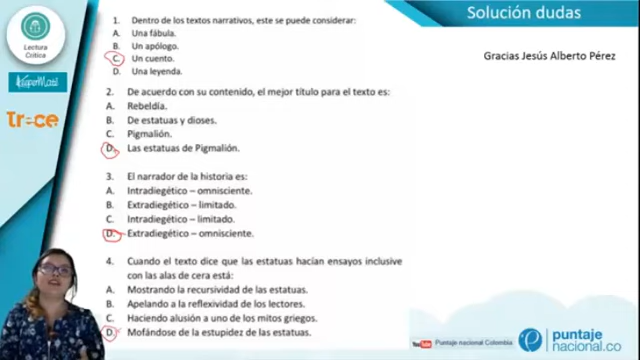 Solución dudas
Lectura
Crítica
Gracias Jesús Alberto Pérez
1. Dentro de los textos narrativos, este se puede considerar:
A. Una fábula.
B. Un apólogo.
C. Un cuento.
D. Una leyenda.
2. De acuerdo con su contenido, el mejor título para el texto es:
A. Rebeldía.
B. De estatuas y dioses.
C. Pigmalión.
D. Las estatuas de Pigmalión.
3. El narrador de la historia es:
A. Intradiegético – omnisciente.
B. Extradiegético – limitado.
C. Intradiegético – limitado.
D. Extradiegético – omnisciente.
4. Cuando el texto dice que las estatuas hacían ensayos inclusive
con las alas de cera está:
A. Mostrando la recursividad de las estatuas.
B. Apelando a la reflexividad de los lectores.
C. Haciendo alusión a uno de los mitos griegos.
D. Mofándose de la estupidez de las estatuas.
Puntaje nacional Colombia
puntaje
nacional.co